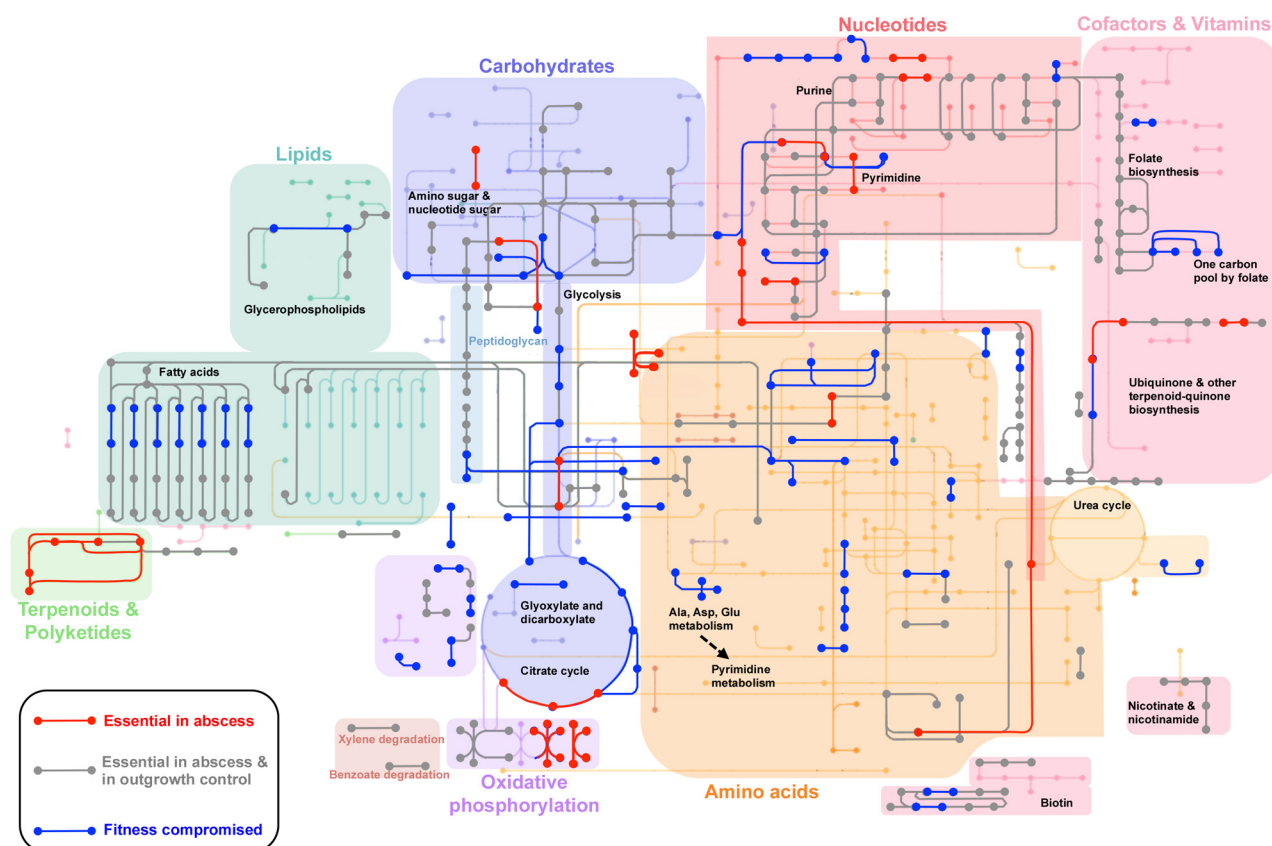 Nucleotides
Cofactors & Vitamins
Carbohydrates
Purine
Lipids
Folate
biosynthesis
Pyrimidine
Amino sugar &
nucleotide sugar
One carbon
pool by folate
Glycolysis
Glycerophospholipids
Peptidoglycan
Fatty acids
Ubiquinone & other
terpenoid-quinone
biosynthesis
Urea cycle
Terpenoids &
Polyketides
Glyoxylate and
dicarboxylate
Ala, Asp, Glu
metabolism
Citrate cycle
Pyrimidine
metabolism
Essential in abscess
Essential in abscess &
in outgrowth control
Fitness compromised
Nicotinate &
nicotinamide
Xylene degradation
Benzoate degradation
Oxidative
phosphorylation
Amino acids
Biotin